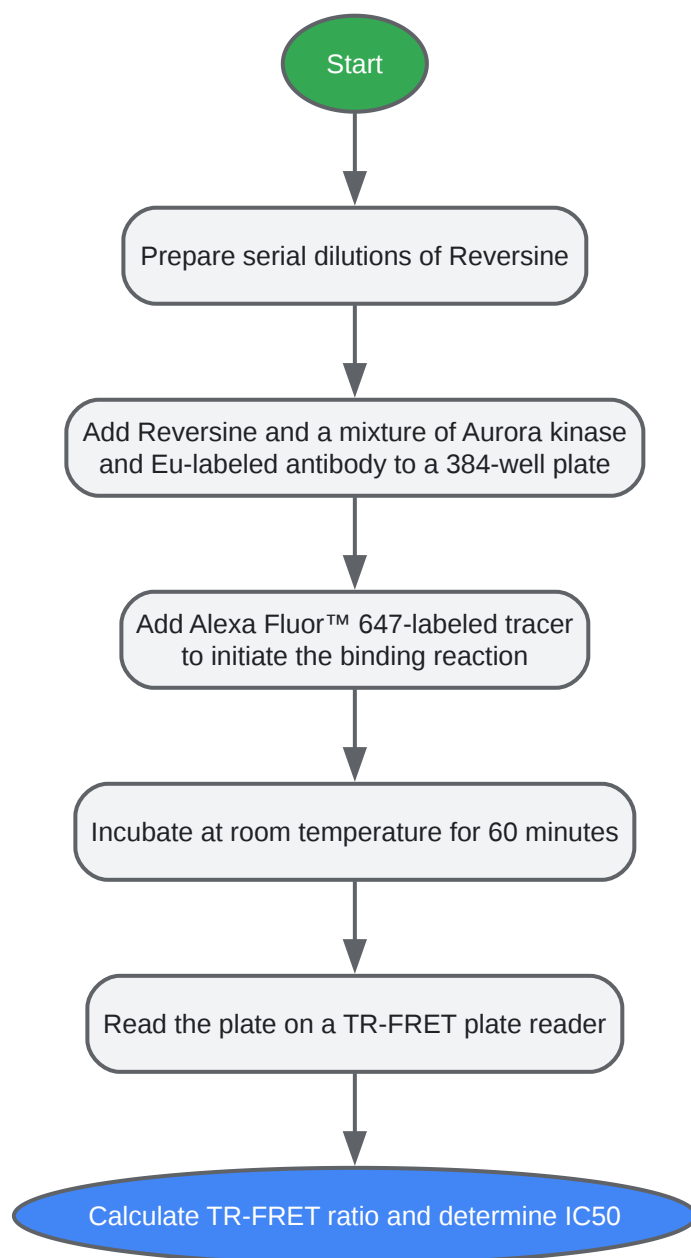 Start
Prepare serial dilutions of Reversine
Add Reversine and a mixture of Aurora kinase
and Eu-labeled antibody to a 384-well plate
Add Alexa Fluor™ 647-labeled tracer
to initiate the binding reaction
Incubate at room temperature for 60 minutes
Read the plate on a TR-FRET plate reader
Calculate TR-FRET ratio and determine IC50